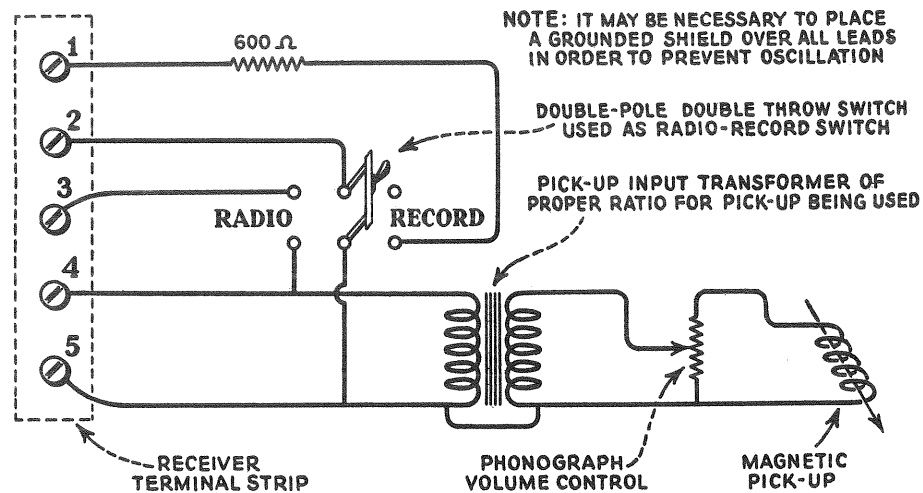 NOTE: IT MAY BE NECESSARY TO PLACE
A GROUNDED SHIELD OVER ALL LEADS
IN ORDER TO PREVENT OSCILLATION
1
600 Ω
2
DOUBLE-POLE DOUBLE THROW SWITCH
USED AS RADIO-RECORD SWITCH
3
PICK-UP INPUT TRANSFORMER OF
PROPER RATIO FOR PICK-UP BEING USED
RADIO
RECORD
4
5
RECEIVER
TERMINAL STRIP
PHONOGRAPH
VOLUME CONTROL
MAGNETIC
PICK-UP